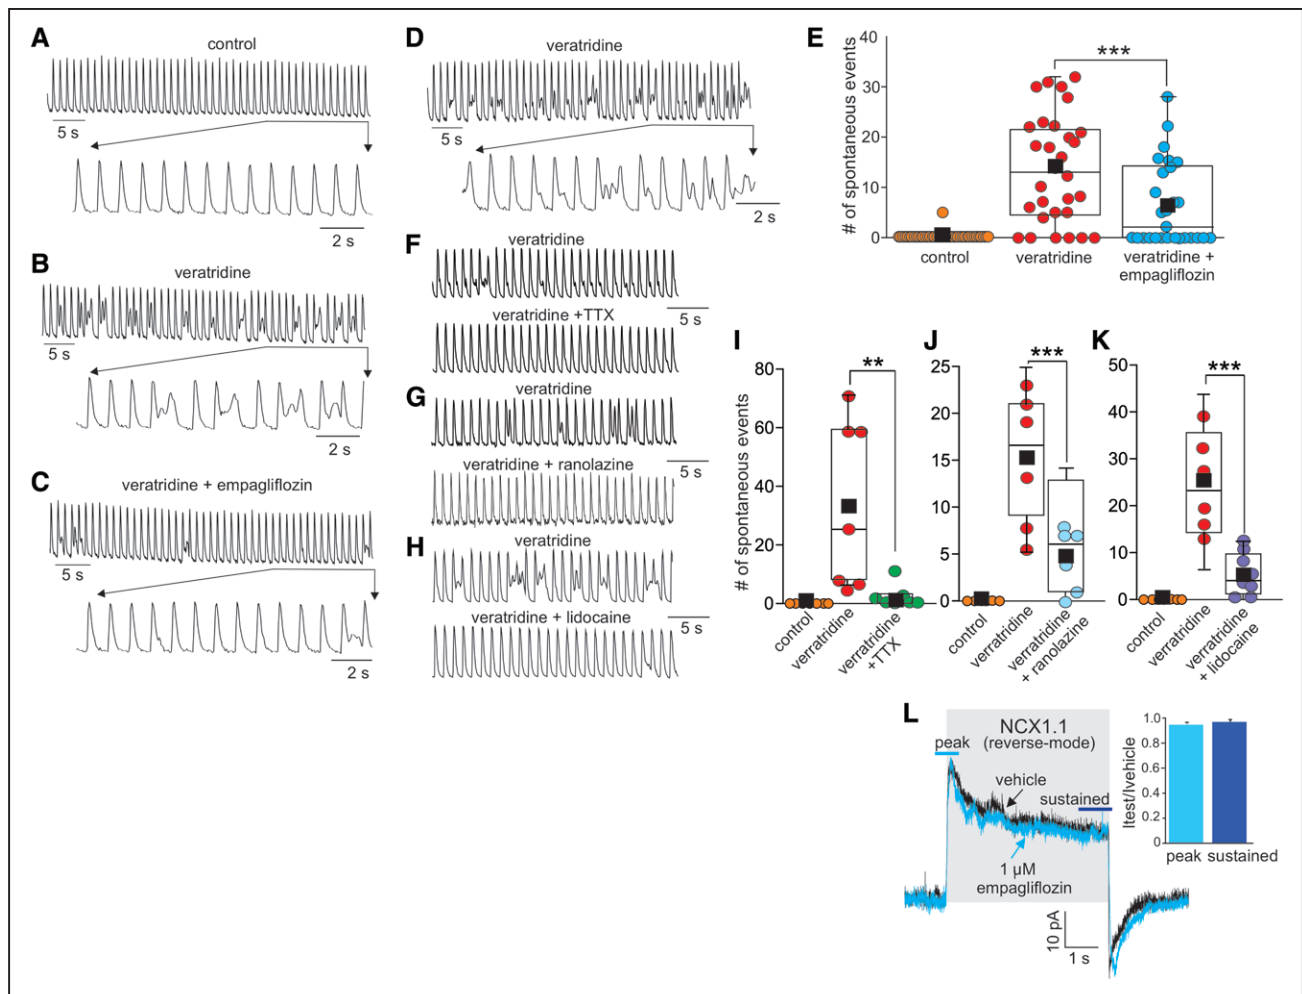 A
control
5 s
2 s
B
veratridine
5 s
2 s
C
veratridine + empagliflozin
5 s
2 s
D
veratridine
5 s
2 s
E
# of spontaneous events
40
30
20
10
0
***
control
veratridine
veratridine +
empagliflozin
F
veratridine
5 s
veratridine +TTX
G
veratridine
5 s
veratridine + ranolazine
H
veratridine
5 s
veratridine + lidocaine
I
# of spontaneous events
80
60
40
20
0
**
control
verratridine
verratridine
+TTX
J
25
20
15
10
5
0
***
control
veratridine
veratridine
+ ranolazine
K
50
40
30
20
10
0
***
control
veratridine
verratridine
+ lidocaine
L
NCX1.1
(reverse-mode)
peak
vehicle
sustained
1 µM
empagliflozin
10 pA
1 s
Itest/Ivehicle
1.0
0.8
0.6
0.4
0.2
0
peak sustained